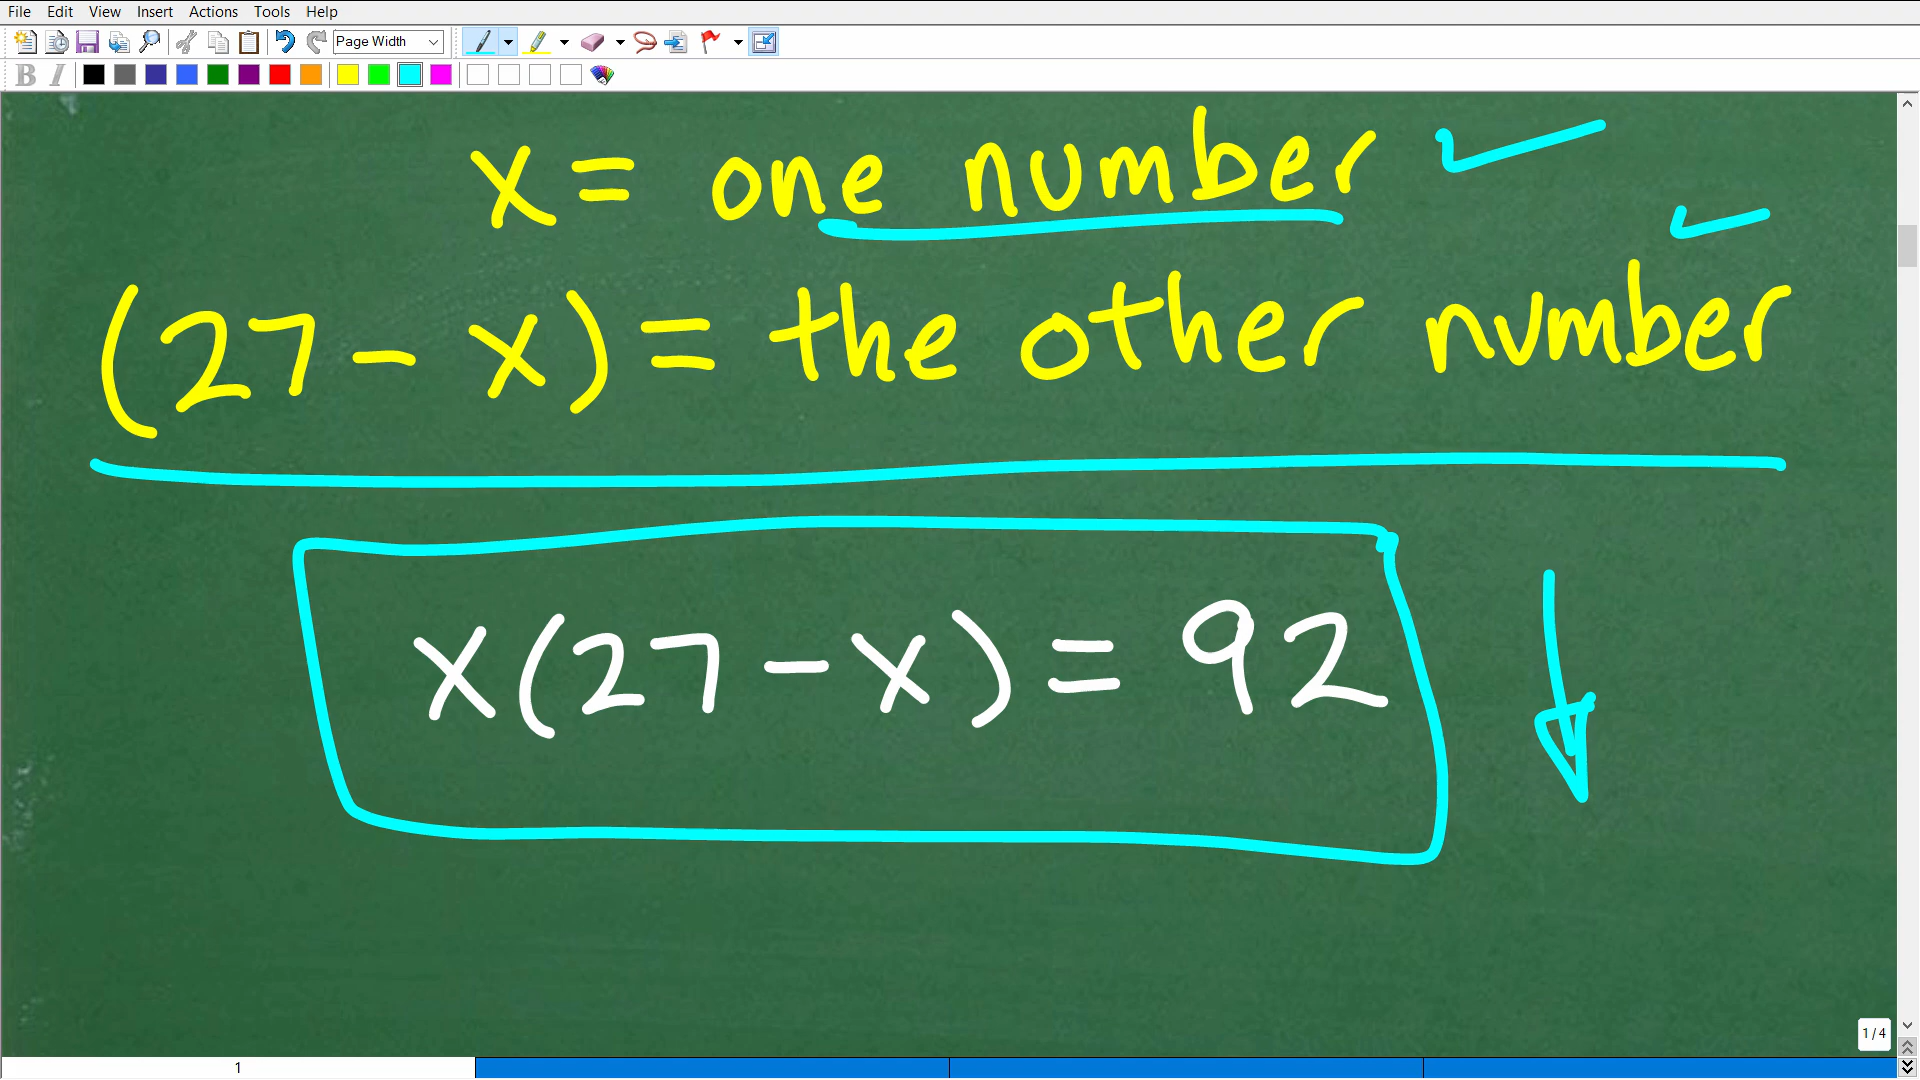 File Edit View Insert Actions Tools Help
Page Width
B I
x = one number
(27 - x) = the other number
x(27 - x) = 92
1 / 4
1